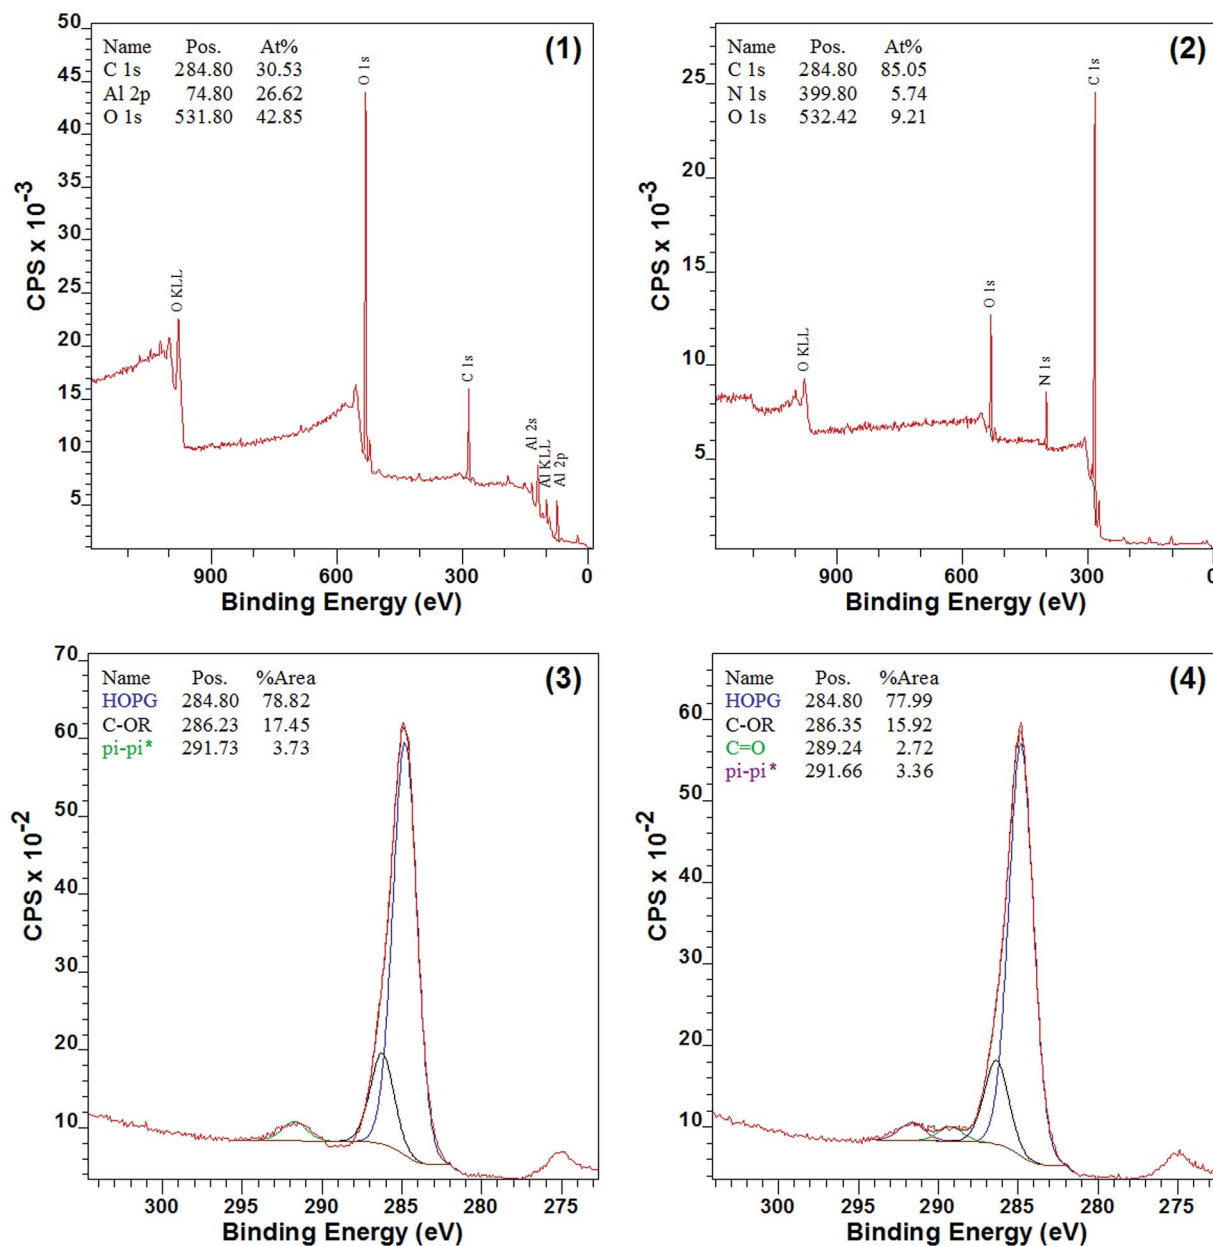 (1)
Name Pos. At%
C 1s 284.80 30.53
Al 2p 74.80 26.62
O 1s 531.80 42.85
O KLL
O 1s
C 1s
Al 2s
Al KLL
Al 2p
50
45
40
35
30
25
20
15
10
5
CPS x 10-3
900 600 300 0
Binding Energy (eV)
(2)
Name Pos. At%
C 1s 284.80 85.05
N 1s 399.80 5.74
O 1s 532.42 9.21
O KLL
O 1s
N 1s
C 1s
25
20
15
10
5
CPS x 10-3
900 600 300 0
Binding Energy (eV)
(3)
Name Pos. %Area
HOPG 284.80 78.82
C-OR 286.23 17.45
pi-pi* 291.73 3.73
70
60
50
40
30
20
10
CPS x 10-2
300 295 290 285 280 275
Binding Energy (eV)
(4)
Name Pos. %Area
HOPG 284.80 77.99
C-OR 286.35 15.92
C=O 289.24 2.72
pi-pi* 291.66 3.36
60
50
40
30
20
10
CPS x 10-2
300 295 290 285 280 275
Binding Energy (eV)